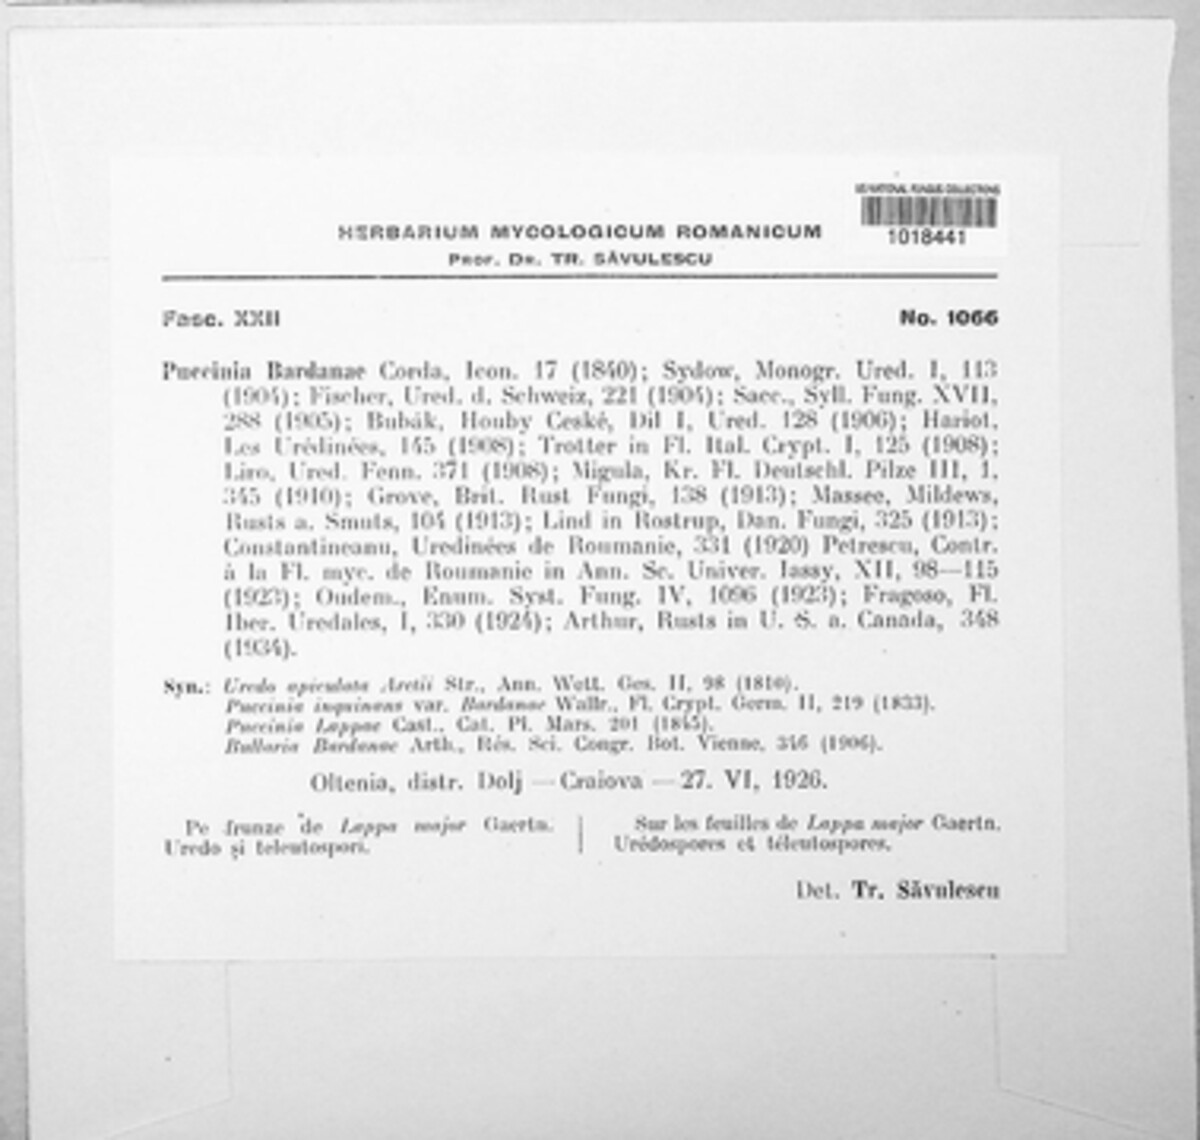 US NATIONAL FUNGUS COLLECTIONS
1018441
HERBARIUM MYCOLOGICUM ROMANICUM
PROF. DR. TR. SĂVULESCU
Fasc. XXII
No. 1066
Puccinia Bardanae Corda, Icon. 17 (1840); Sydow, Monogr. Ured. I, 113
(1904); Fischer, Ured. d. Schweiz, 221 (1904); Sacc., Syll. Fung. XVII,
288 (1905); Bubák, Houby Ceské, Dil I, Ured. 128 (1906); Hariot,
Les Urédinées, 145 (1908); Trotter in Fl. Ital. Crypt. I, 125 (1908);
Liro, Ured. Fenn. 371 (1908); Migula, Kr. Fl. Deutschl. Pilze III, 1,
345 (1910); Grove, Brit. Rust Fungi, 138 (1913); Massee, Mildews,
Rusts a. Smuts, 104 (1913); Lind in Rostrup, Dan. Fungi, 325 (1913);
Constantineanu, Uredinées de Roumanie, 331 (1920) Petrescu, Contr.
à la Fl. myc. de Roumanie in Ann. Sc. Univer. Iassy, XII, 98—115
(1923); Oudem., Enum. Syst. Fung. IV, 1096 (1923); Fragoso, Fl.
Iber. Uredales, I, 330 (1924); Arthur, Rusts in U. S. a. Canada, 348
(1934).
Syn.: Uredo apiculata Arctii Str., Ann. Wett. Ges. II, 98 (1810).
Puccinia inquinans var. Bardanae Wallr., Fl. Crypt. Germ. II, 219 (1833).
Puccinia Lappae Cast., Cat. Pl. Mars. 201 (1845).
Bullaria Bardanae Arth., Rés. Sci. Congr. Bot. Vienne, 346 (1906).
Oltenia, distr. Dolj — Craiova — 27. VI, 1926.
Pe frunze de Lappa major Gaertn.
Uredo și teleutospori.
Sur les feuilles de Lappa major Gaertn.
Urédospores et téleutospores.
Det. Tr. Săvulescu